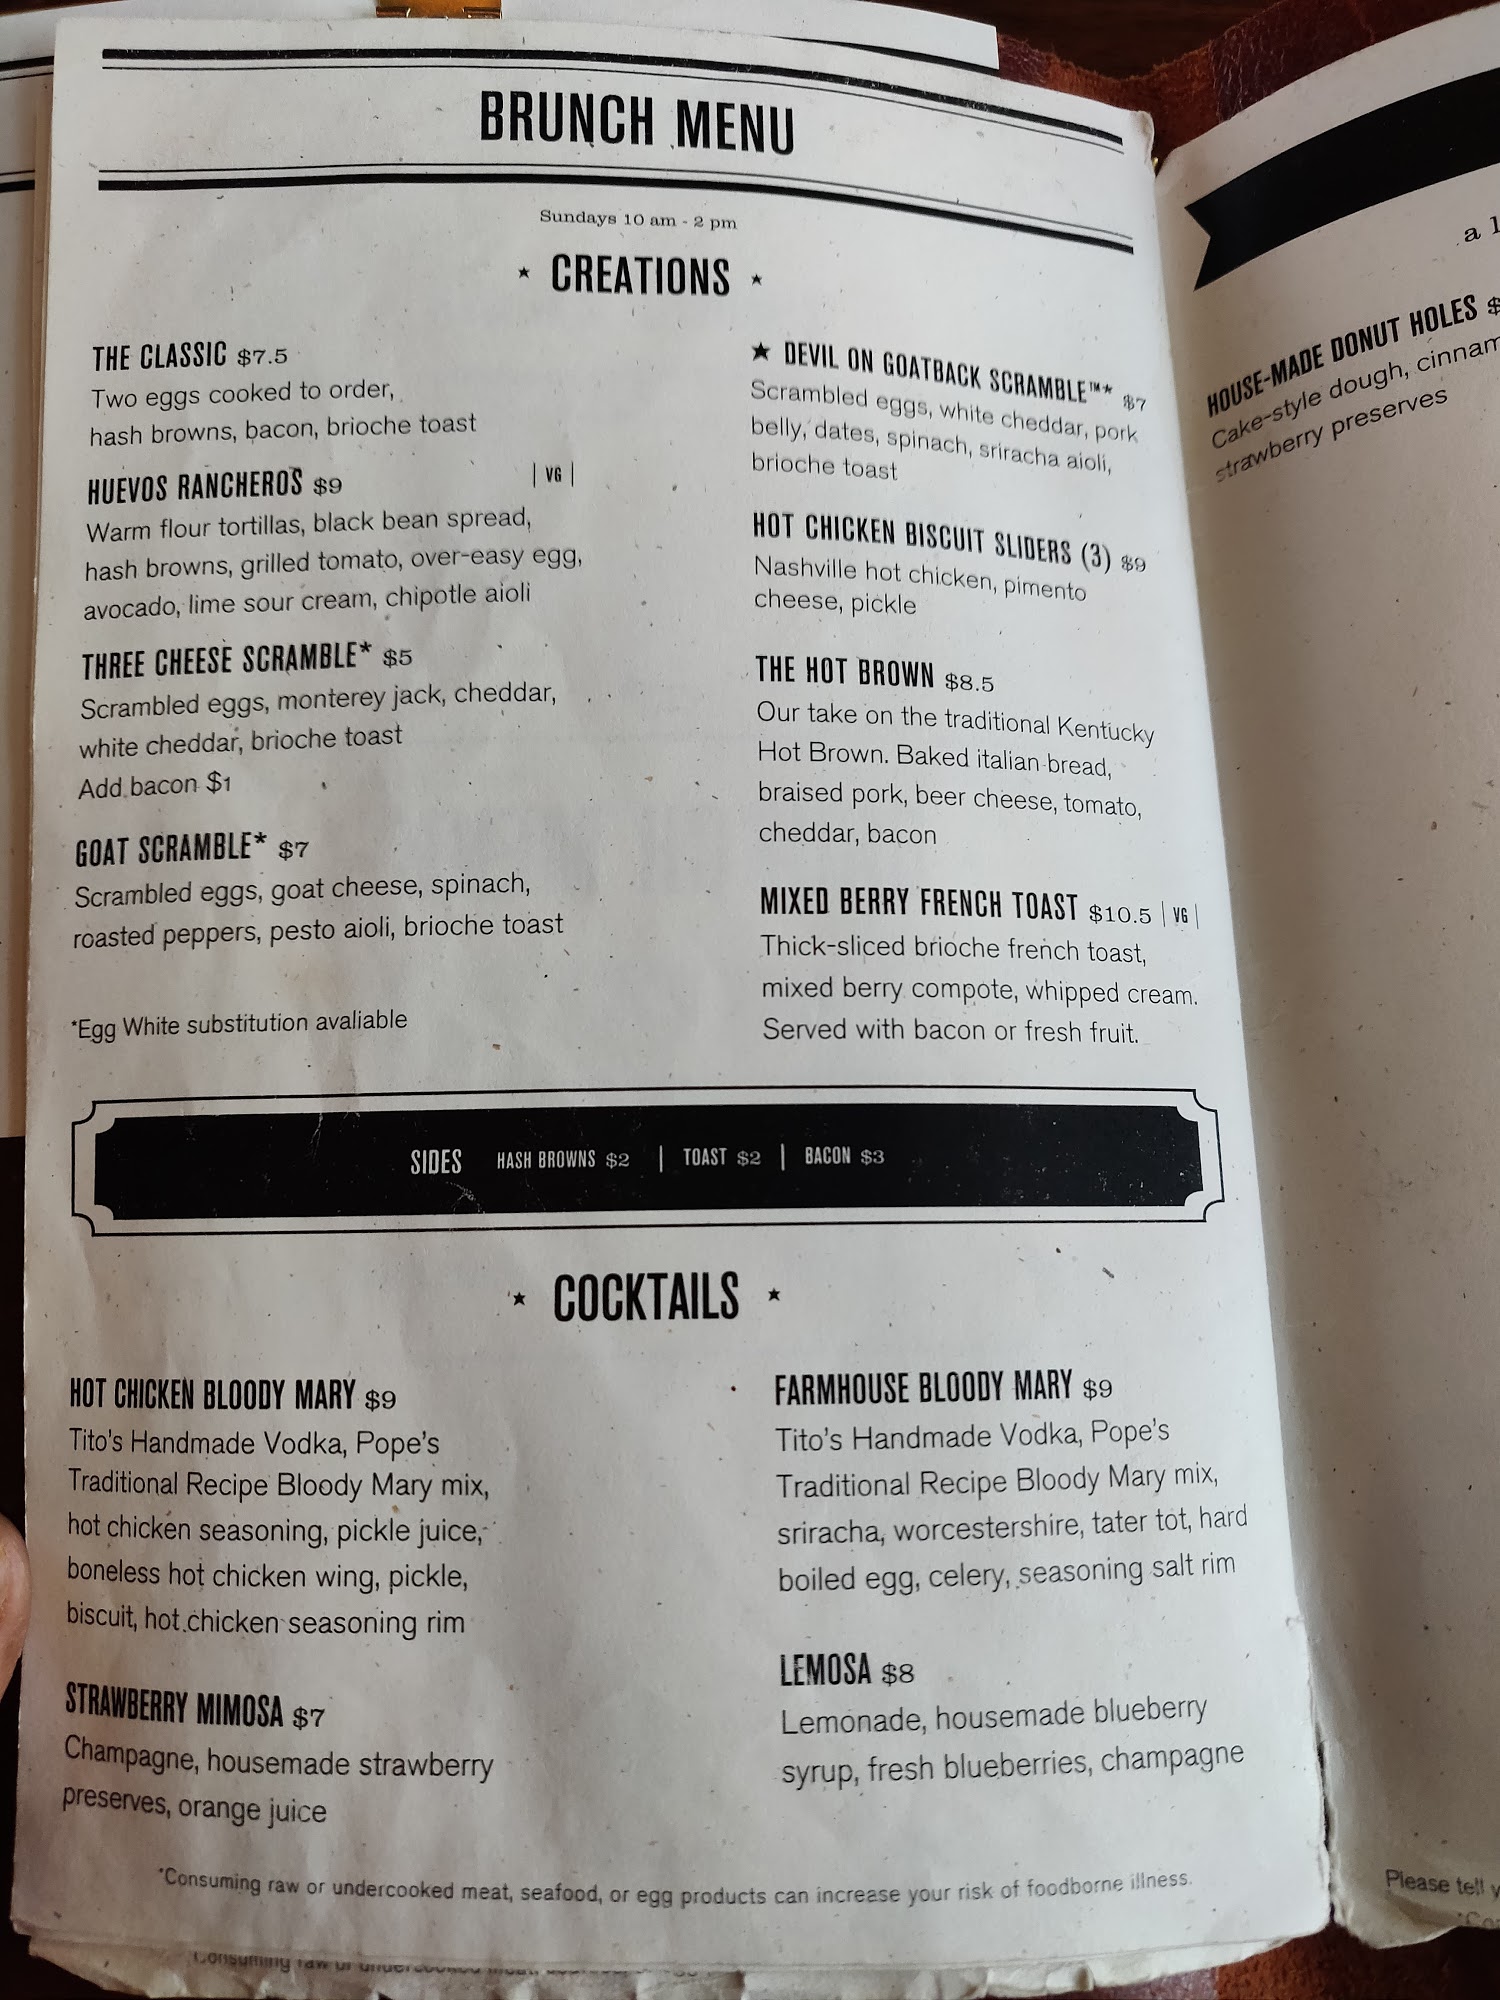 BRUNCH MENU
Sundays 10 am - 2 pm
★ CREATIONS ★
THE CLASSIC $7.5
Two eggs cooked to order,
hash browns, bacon, brioche toast
HUEVOS RANCHEROS $9 | VG |
Warm flour tortillas, black bean spread,
hash browns, grilled tomato, over-easy egg,
avocado, lime sour cream, chipotle aioli
THREE CHEESE SCRAMBLE* $5
Scrambled eggs, monterey jack, cheddar,
white cheddar, brioche toast
Add bacon $1
GOAT SCRAMBLE* $7
Scrambled eggs, goat cheese, spinach,
roasted peppers, pesto aioli, brioche toast
*Egg White substitution avaliable
★ DEVIL ON GOATBACK SCRAMBLE™* $7
Scrambled eggs, white cheddar, pork
belly, dates, spinach, sriracha aioli,
brioche toast
HOT CHICKEN BISCUIT SLIDERS (3) $9
Nashville hot chicken, pimento
cheese, pickle
THE HOT BROWN $8.5
Our take on the traditional Kentucky
Hot Brown. Baked italian bread,
braised pork, beer cheese, tomato,
cheddar, bacon
MIXED BERRY FRENCH TOAST $10.5 | VG |
Thick-sliced brioche french toast,
mixed berry compote, whipped cream.
Served with bacon or fresh fruit.
SIDES HASH BROWNS $2 | TOAST $2 | BACON $3
★ COCKTAILS ★
HOT CHICKEN BLOODY MARY $9
Tito's Handmade Vodka, Pope's
Traditional Recipe Bloody Mary mix,
hot chicken seasoning, pickle juice,
boneless hot chicken wing, pickle,
biscuit, hot chicken seasoning rim
STRAWBERRY MIMOSA $7
Champagne, housemade strawberry
preserves, orange juice
FARMHOUSE BLOODY MARY $9
Tito's Handmade Vodka, Pope's
Traditional Recipe Bloody Mary mix,
sriracha, worcestershire, tater tot, hard
boiled egg, celery, seasoning salt rim
LEMOSA $8
Lemonade, housemade blueberry
syrup, fresh blueberries, champagne
*Consuming raw or undercooked meat, seafood, or egg products can increase your risk of foodborne illness.
Consuming raw or undercooked meat,
a l
HOUSE-MADE DONUT HOLES $
Cake-style dough, cinnam
strawberry preserves
Please tell y